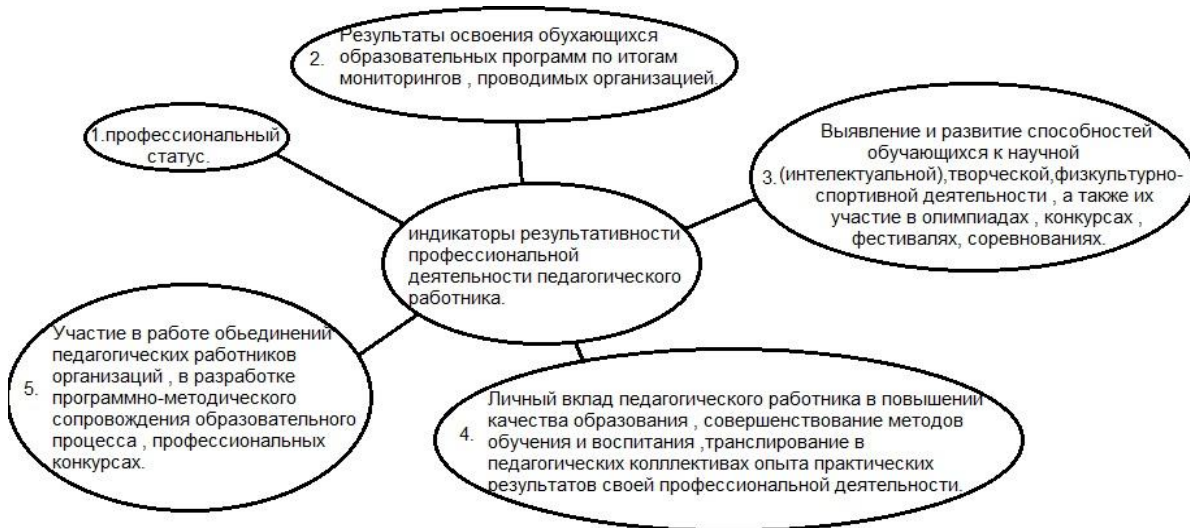 Результаты освоения обухающихся
2. образовательных программ по итогам
мониторингов , проводимых организацией.
1.профессиональный
статус.
Выявление и развитие способностей
обучающихся к научной
3.(интелектуальной),творческой,физкультурно-
спортивной деятельности , а также их
участие в олимпиадах , конкурсах ,
фестивалях, соревнованиях.
индикаторы результативности
профессиональной
деятельности педагогического
работника.
Личный вклад педагогического работника в повышении
качества образования , совершенствование методов
4. обучения и воспитания ,транслирование в
педагогических колллективах опыта практических
результатов своей профессиональной деятельности.
Участие в работе обьединений
педагогических работников
организаций , в разработке
5. программно-методического
сопровождения образовательного
процесса , профессиональных
конкурсах.